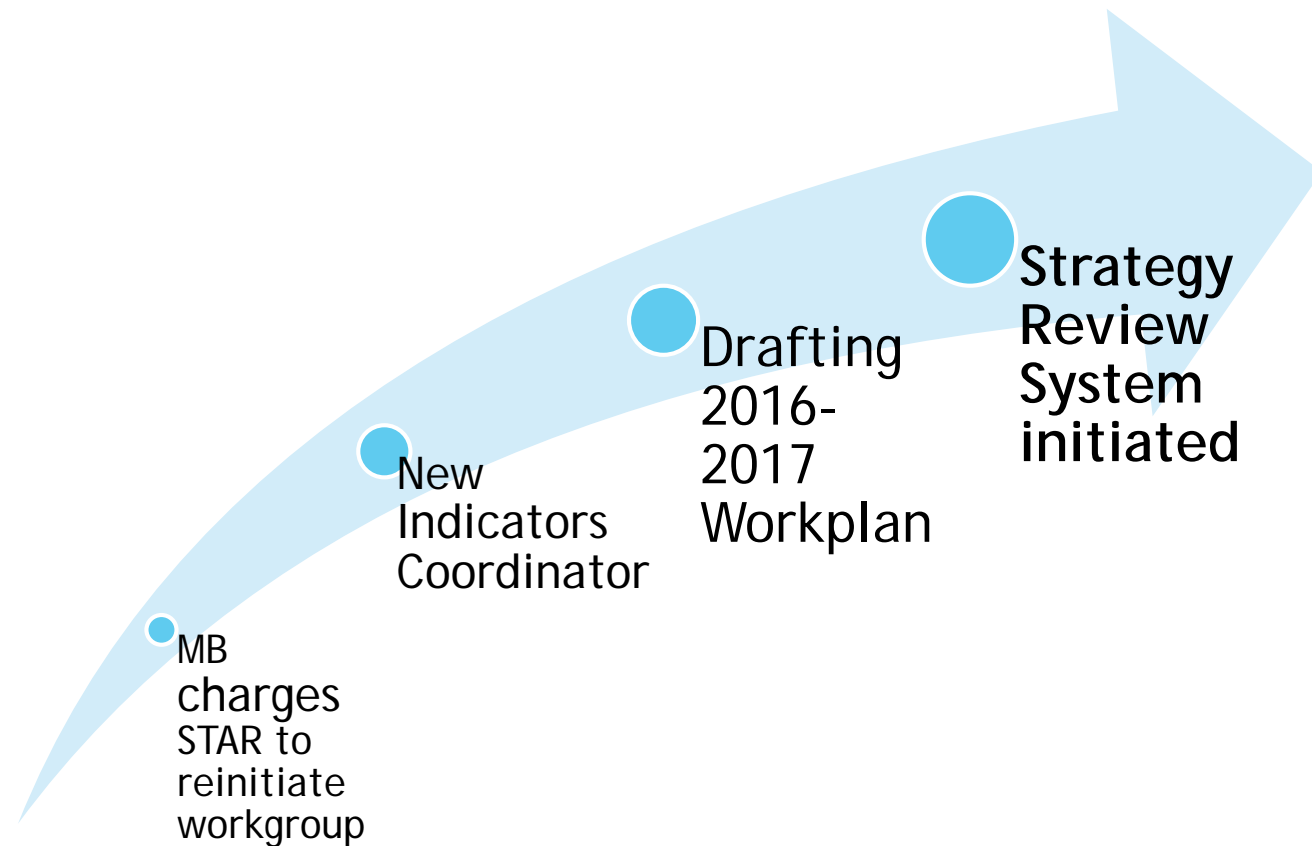 MB
charges
STAR to
reinitiate
workgroup
New
Indicators
Coordinator
Drafting
2016-
2017
Workplan
Strategy
Review
System
initiated